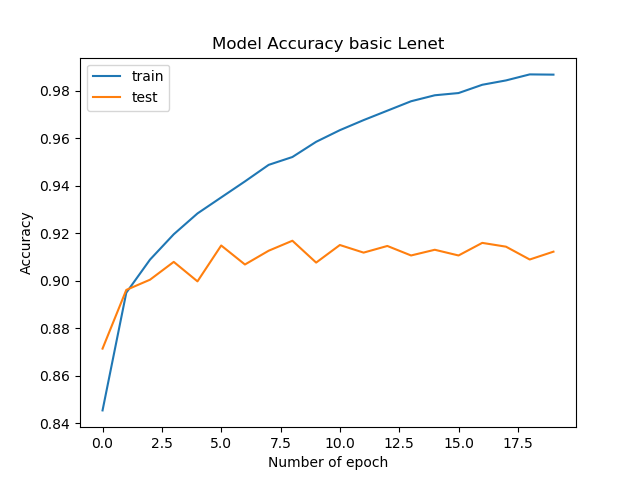 Model Accuracy basic Lenet
train
test
0.98
0.96
0.94
0.92
0.90
0.88
0.86
0.84
Accuracy
0.0 2.5 5.0 7.5 10.0 12.5 15.0 17.5
Number of epoch